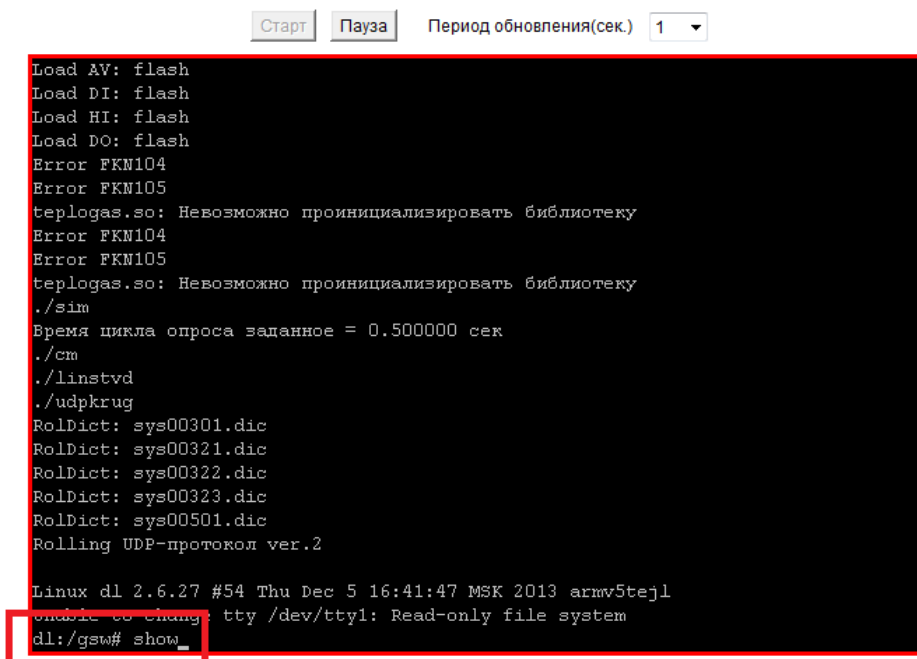 Старт Пауза Период обновления(сек.) 1
Load AV: flash
Load DI: flash
Load HI: flash
Load DO: flash
Error FKN104
Error FKN105
teplogas.so: Невозможно проинициализировать библиотеку
Error FKN104
Error FKN105
teplogas.so: Невозможно проинициализировать библиотеку
./sim
Время цикла опроса заданное = 0.500000 сек
./cm
./linstvd
./udpkrug
RolDict: sys00301.dic
RolDict: sys00321.dic
RolDict: sys00322.dic
RolDict: sys00323.dic
RolDict: sys00501.dic
Rolling UDP-протокол ver.2
Linux dl 2.6.27 #54 Thu Dec 5 16:41:47 MSK 2013 armv5tejl
Unable to change tty /dev/tty1: Read-only file system
dl:/gsw# show_